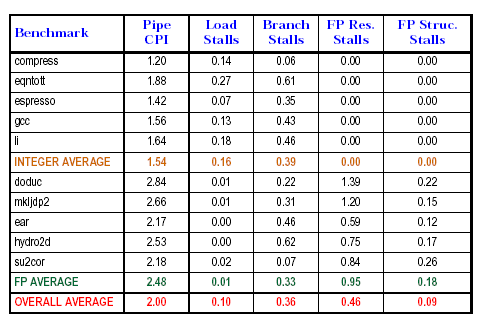 Benchmark Pipe CPI Load Stalls Branch Stalls FP Res. Stalls FP Struc. Stalls
compress 1.20 0.14 0.06 0.00 0.00
eqntott 1.88 0.27 0.61 0.00 0.00
espresso 1.42 0.07 0.35 0.00 0.00
gcc 1.56 0.13 0.43 0.00 0.00
li 1.64 0.18 0.46 0.00 0.00
INTEGER AVERAGE 1.54 0.16 0.39 0.00 0.00
doduc 2.84 0.01 0.22 1.39 0.22
mkljdp2 2.66 0.01 0.31 1.20 0.15
ear 2.17 0.00 0.46 0.59 0.12
hydro2d 2.53 0.00 0.62 0.75 0.17
su2cor 2.18 0.02 0.07 0.84 0.26
FP AVERAGE 2.48 0.01 0.33 0.95 0.18
OVERALL AVERAGE 2.00 0.10 0.36 0.46 0.09